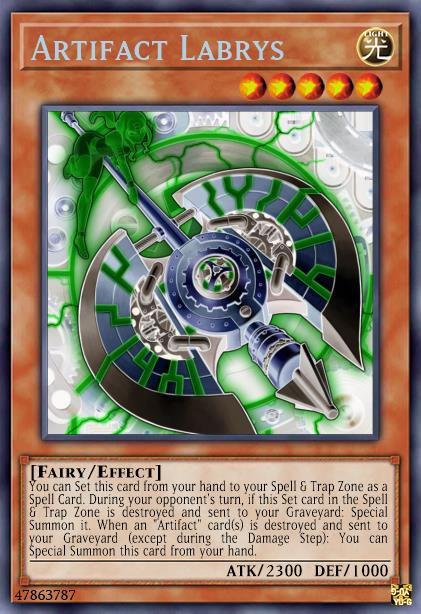 Artifact Labrys
LIGHT
光
[Fairy/Effect]
You can Set this card from your hand to your Spell & Trap Zone as a
Spell Card. During your opponent's turn, if this Set card in the Spell
& Trap Zone is destroyed and sent to your Graveyard: Special
Summon it. When an "Artifact" card(s) is destroyed and sent to
your Graveyard (except during the Damage Step): You can
Special Summon this card from your hand.
ATK/2300 DEF/1000
47863787